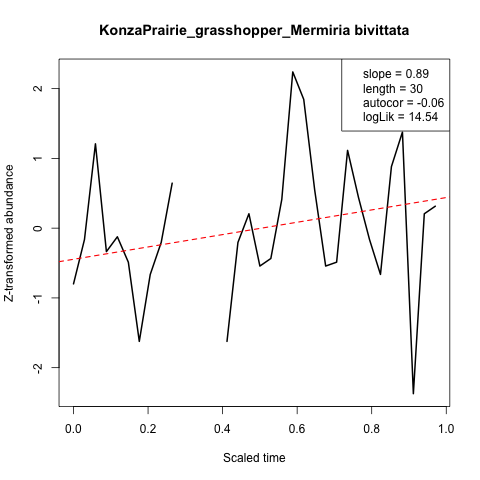 KonzaPrairie_grasshopper_Mermiria bivittata
slope = 0.89
length = 30
autocor = -0.06
logLik = 14.54
Z-transformed abundance
2
1
0
-1
-2
0.0 0.2 0.4 0.6 0.8 1.0
Scaled time